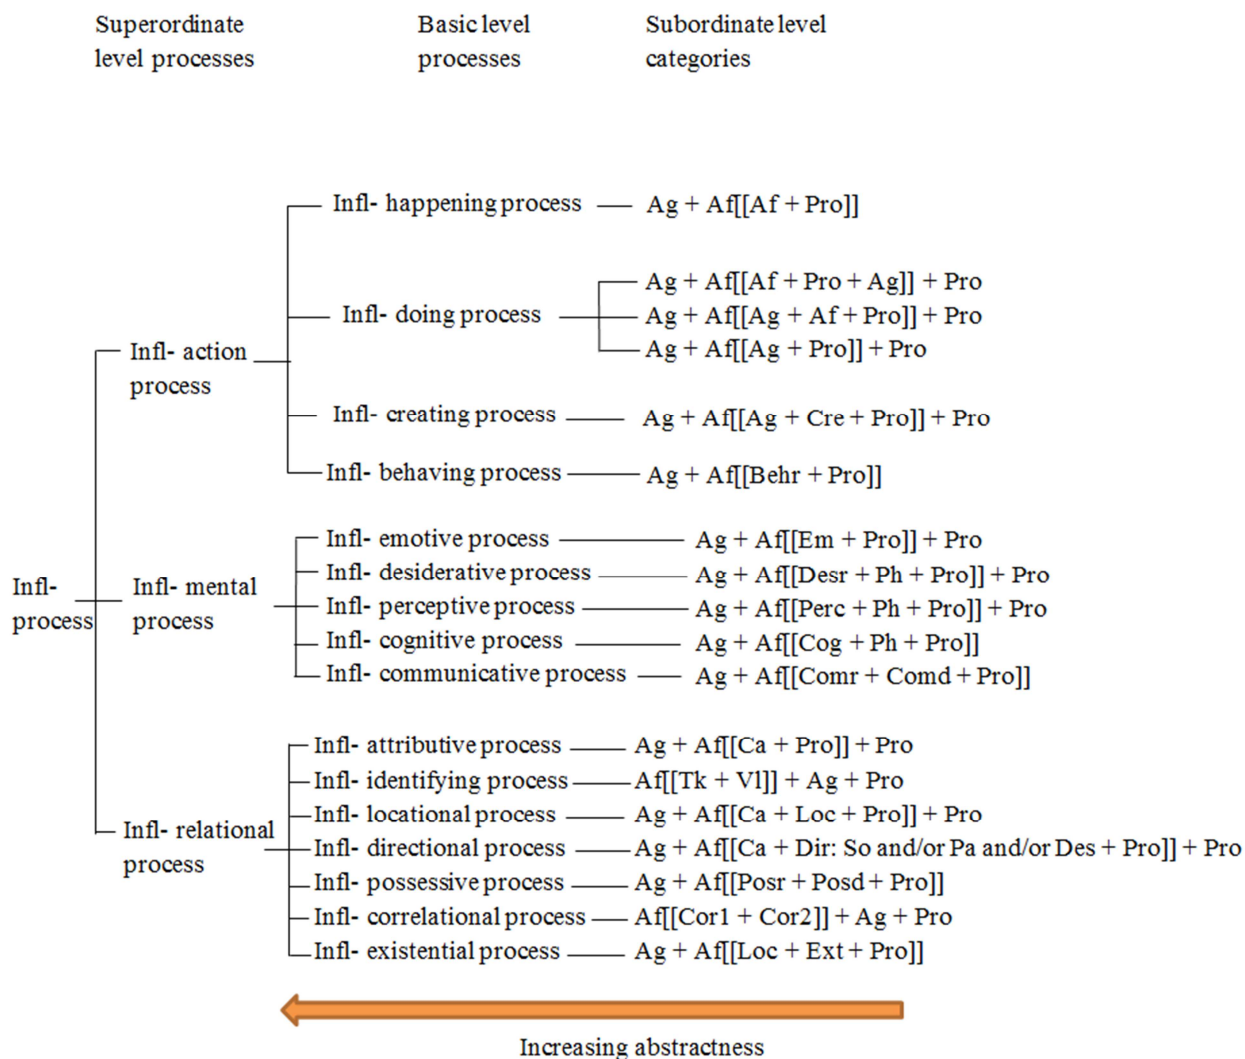 Superordinate level processes
Basic level processes
Subordinate level categories
Infl- process
Infl- action process
Infl- happening process
Ag + Af[[Af + Pro]]
Infl- doing process
Ag + Af[[Af + Pro + Ag]] + Pro
Ag + Af[[Ag + Af + Pro]] + Pro
Ag + Af[[Ag + Pro]] + Pro
Infl- creating process
Ag + Af[[Ag + Cre + Pro]] + Pro
Infl- behaving process
Ag + Af[[Behr + Pro]]
Infl- mental process
Infl- emotive process
Ag + Af[[Em + Pro]] + Pro
Infl- desiderative process
Ag + Af[[Desr + Ph + Pro]] + Pro
Infl- perceptive process
Ag + Af[[Perc + Ph + Pro]] + Pro
Infl- cognitive process
Ag + Af[[Cog + Ph + Pro]]
Infl- communicative process
Ag + Af[[Comr + Comd + Pro]]
Infl- relational process
Infl- attributive process
Ag + Af[[Ca + Pro]] + Pro
Infl- identifying process
Af[[Tk + Vl]] + Ag + Pro
Infl- locational process
Ag + Af[[Ca + Loc + Pro]] + Pro
Infl- directional process
Ag + Af[[Ca + Dir: So and/or Pa and/or Des + Pro]] + Pro
Infl- possessive process
Ag + Af[[Posr + Posd + Pro]]
Infl- correlational process
Af[[Cor1 + Cor2]] + Ag + Pro
Infl- existential process
Ag + Af[[Loc + Ext + Pro]]
Increasing abstractness